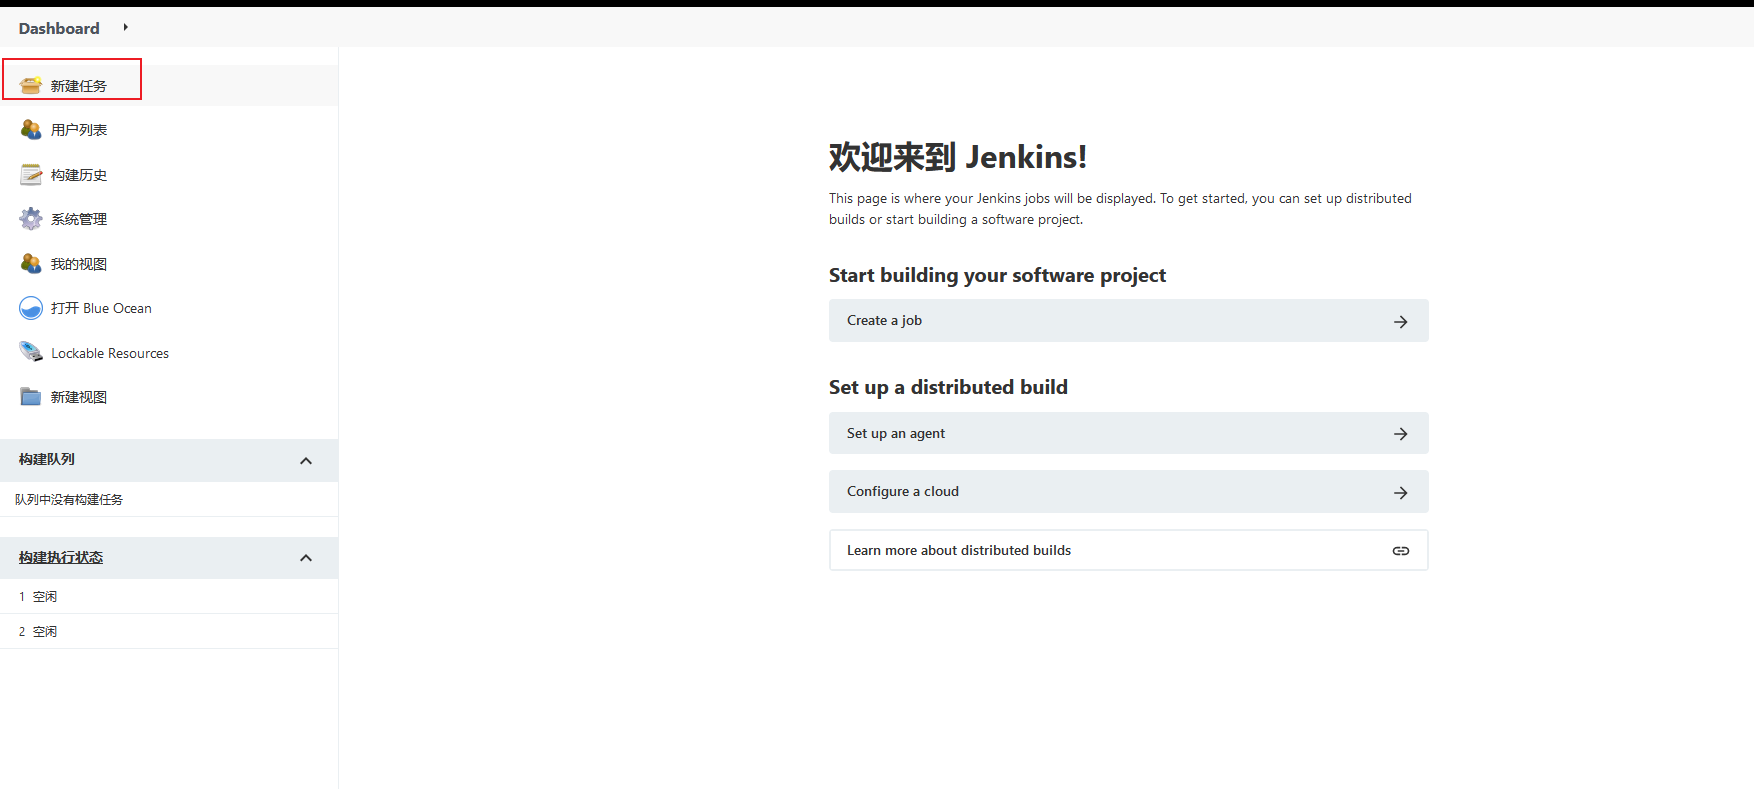 Dashboard
新建任务
用户列表
构建历史
系统管理
我的视图
打开 Blue Ocean
Lockable Resources
新建视图
构建队列
队列中没有构建任务
构建执行状态
1 空闲
2 空闲
欢迎来到 Jenkins!
This page is where your Jenkins jobs will be displayed. To get started, you can set up distributed
builds or start building a software project.
Start building your software project
Create a job
Set up a distributed build
Set up an agent
Configure a cloud
Learn more about distributed builds